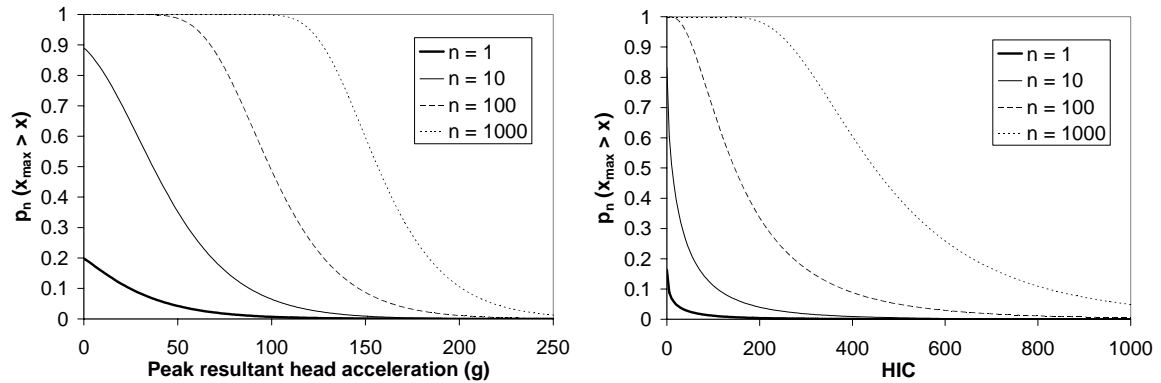 1
0.9
0.8
0.7
0.6
0.5
0.4
0.3
0.2
0.1
0
pₙ (xₘₐₓ > x)
n = 1
n = 10
n = 100
n = 1000
0 50 100 150 200 250
Peak resultant head acceleration (g)
1
0.9
0.8
0.7
0.6
0.5
0.4
0.3
0.2
0.1
0
pₙ (xₘₐₓ > x)
n = 1
n = 10
n = 100
n = 1000
0 200 400 600 800 1000
HIC